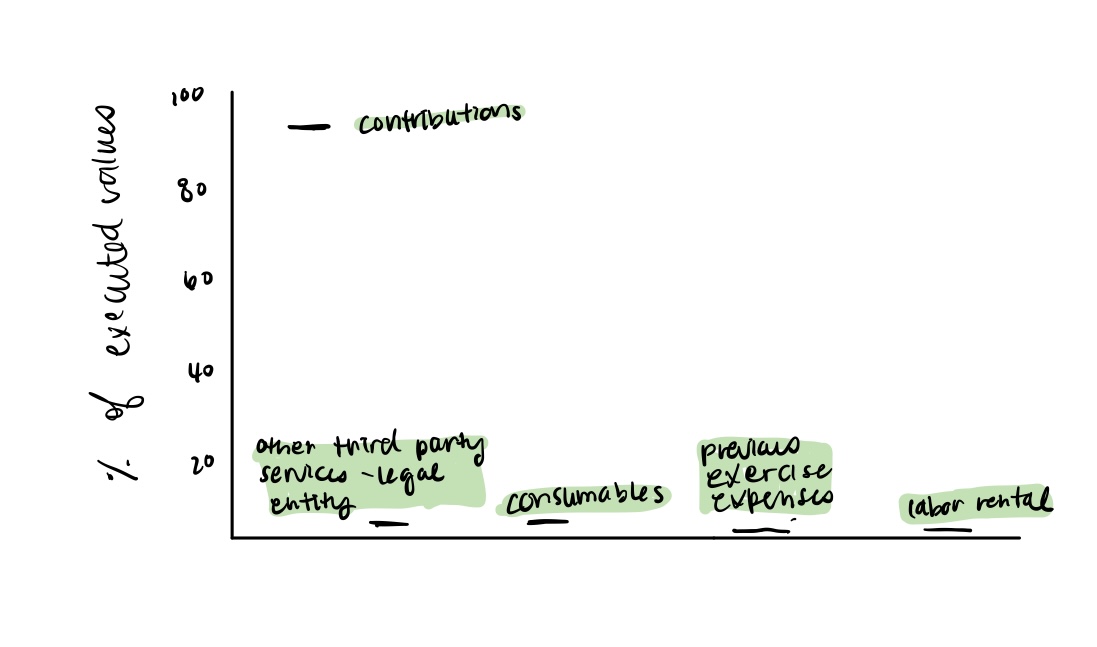 % of executed values
100
80
60
40
20
contributions
other third party
services - legal
entity
consumables
previous
exercise
expenses
labor rental